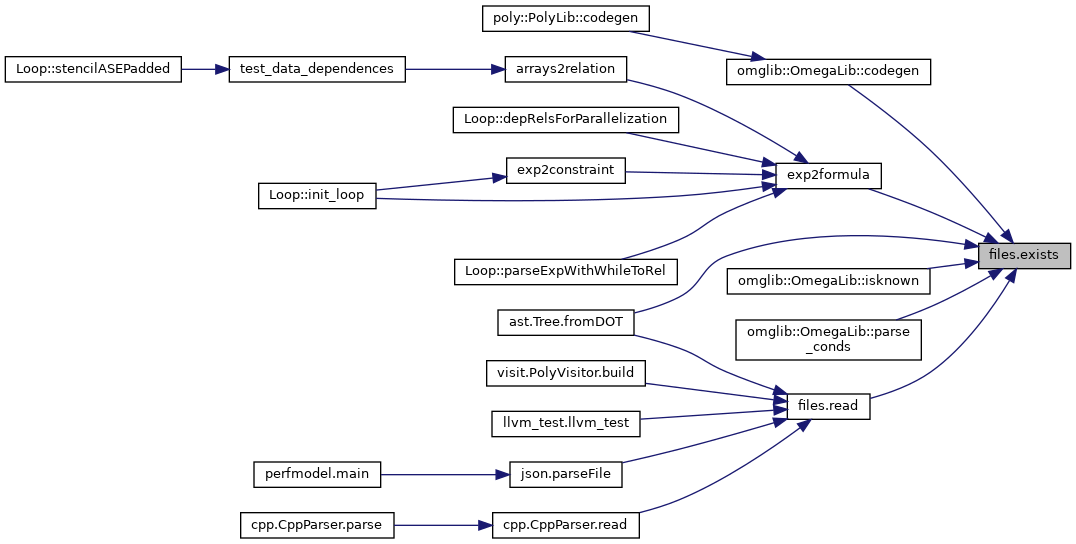 poly::PolyLib::codegen
Loop::stencilASEPadded
test_data_dependences
arrays2relation
omglib::OmegaLib::codegen
Loop::depRelsForParallelization
exp2constraint
exp2formula
Loop::init_loop
files.exists
Loop::parseExpWithWhileToRel
omglib::OmegaLib::isknown
ast.Tree.fromDOT
omglib::OmegaLib::parse
_conds
visit.PolyVisitor.build
files.read
llvm_test.llvm_test
perfmodel.main
json.parseFile
cpp.CppParser.parse
cpp.CppParser.read